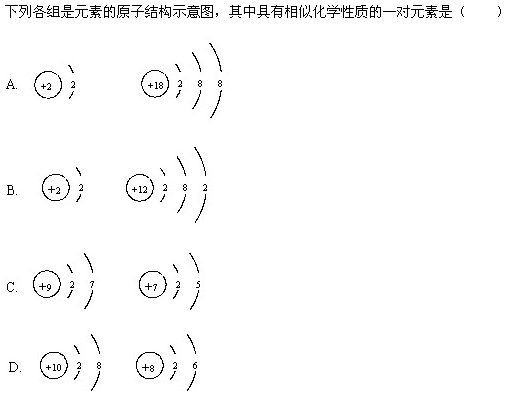 下列各组是元素的原子结构示意图，其中具有相似化学性质的一对元素是（　　）
A. +2 2 +18 2 8 8
B. +2 2 +12 2 8 2
C. +9 2 7 +7 2 5
D. +10 2 8 +8 2 6